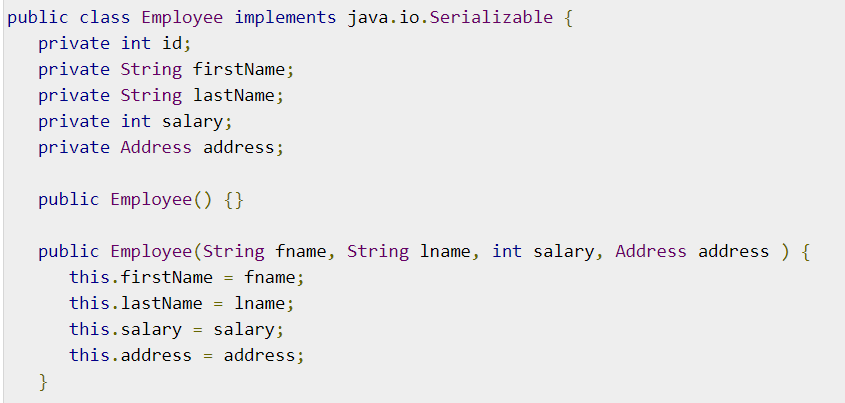 public class Employee implements java.io.Serializable {
   private int id;
   private String firstName;
   private String lastName;
   private int salary;
   private Address address;

   public Employee() {}

   public Employee(String fname, String lname, int salary, Address address ) {
      this.firstName = fname;
      this.lastName = lname;
      this.salary = salary;
      this.address = address;
   }